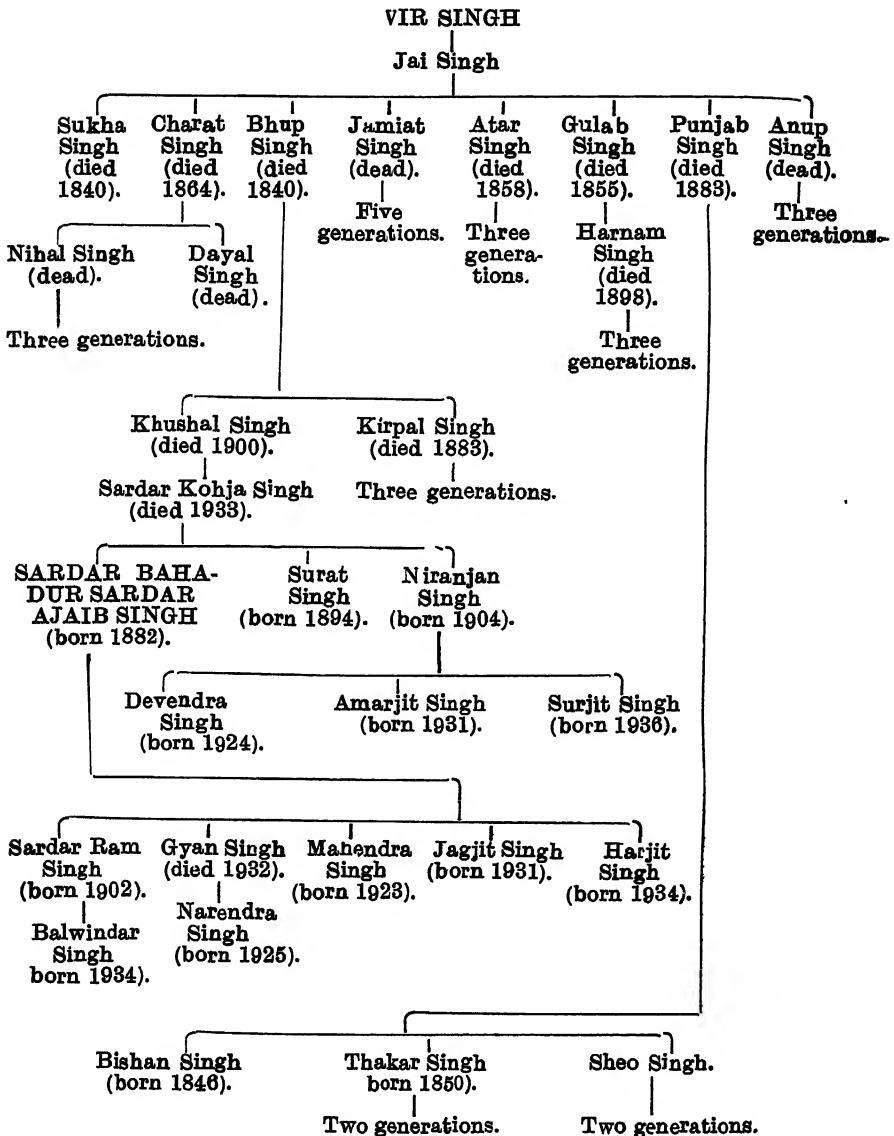 VIR SINGH
Jai Singh
Sukha Charat Bhup Jamiat Atar Gulab Punjab Anup
Singh Singh Singh Singh Singh Singh Singh Singh
(died (died (died (dead). (died (died (died (dead).
1840). 1864). 1840). 1858). 1855). 1883).
Five Three
generations. Three Harnam generations.
Nihal Singh Dayal genera- Singh
(dead). Singh tions. (died
(dead). 1898).
Three generations. Three
generations.
Khushal Singh Kirpal Singh
(died 1900). (died 1883).
Sardar Kohja Singh Three generations.
(died 1933).
SARDAR BAHA- Surat Niranjan
DUR SARDAR Singh Singh
AJAIB SINGH (born 1894). (born 1904).
(born 1882).
Devendra Amarjit Singh Surjit Singh
Singh (born 1931). (born 1936).
(born 1924).
Sardar Ram Gyan Singh Mahendra Jagjit Singh Harjit
Singh (died 1932). Singh (born 1931). Singh
(born 1902). (born 1923). (born 1934).
Narendra
Balwindar Singh
Singh (born 1925).
born 1934).
Bishan Singh Thakar Singh Sheo Singh.
(born 1846). born 1850).
Two generations. Two generations.